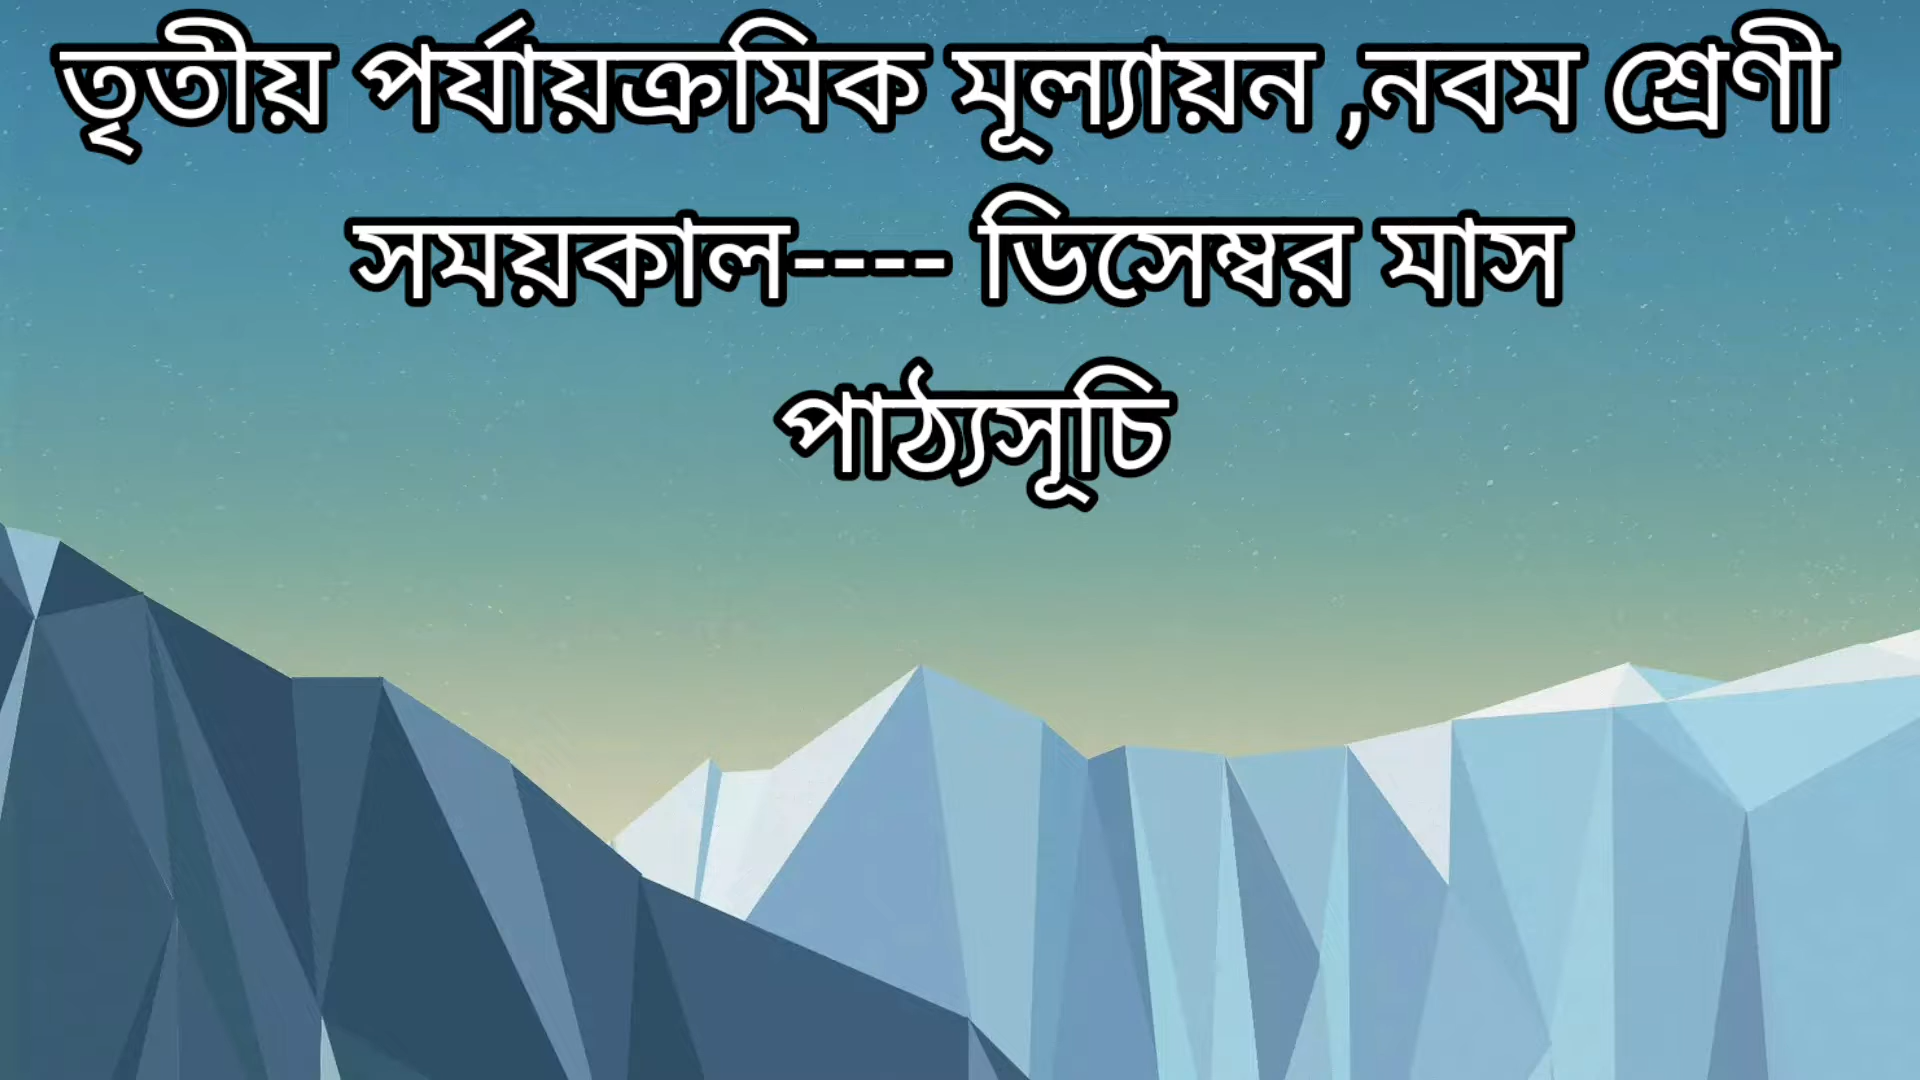 তৃতীয় পর্যায়ক্রমিক মূল্যায়ন ,নবম শ্রেণী
সময়কাল---- ডিসেম্বর মাস
পাঠ্যসূচি